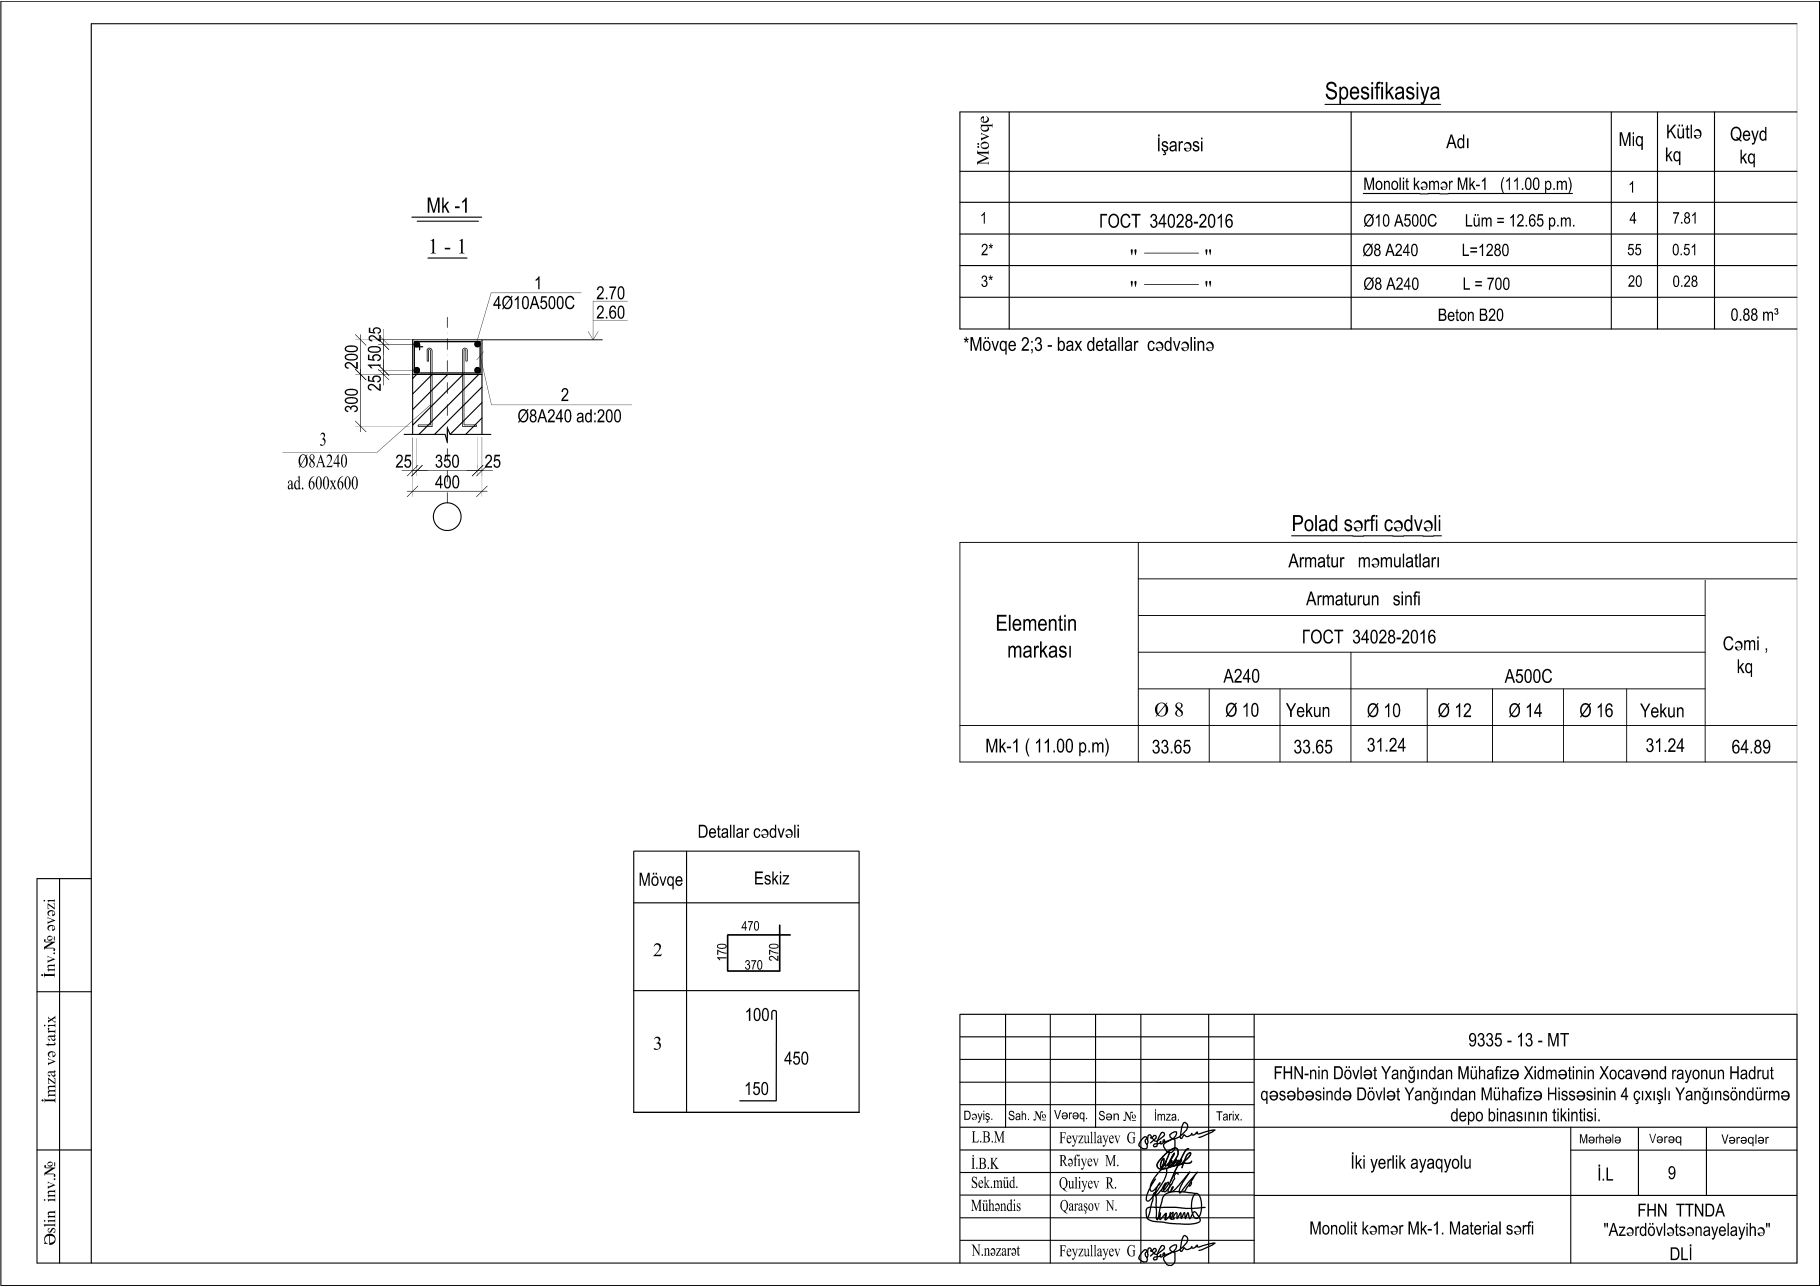 Spesifikasiya
Mövqe İşarəsi Adı Miq Kütlə kq Qeyd kq
Monolit kəmər Mk-1 (11.00 p.m) 1
1 ГОСТ 34028-2016 Ø10 A500C Lüm = 12.65 p.m. 4 7.81
2* " ——— " Ø8 A240 L=1280 55 0.51
3* " ——— " Ø8 A240 L = 700 20 0.28
Beton B20 0.88 m³
*Mövqe 2;3 - bax detallar cədvəlinə
Mk -1
1 - 1
1
4Ø10A500C
2.70
2.60
25
150
25
200
300
2
Ø8A240 ad:200
3
Ø8A240
ad. 600x600
25 350 25
400
Polad sərfi cədvəli
Elementin markası
Armatur məmulatları
Armaturun sinfi
ГОСТ 34028-2016
Cəmi , kq
A240 A500C
Ø 8 Ø 10 Yekun Ø 10 Ø 12 Ø 14 Ø 16 Yekun
Mk-1 ( 11.00 p.m) 33.65 33.65 31.24 31.24 64.89
Detallar cədvəli
Mövqe Eskiz
2
470
170
270
370
3
100
450
150
İnv.№ əvəzi
İmza və tarix
Əslin inv.№
9335 - 13 - MT
FHN-nin Dövlət Yanğından Mühafizə Xidmətinin Xocavənd rayonun Hadrut
qəsəbəsində Dövlət Yanğından Mühafizə Hissəsinin 4 çıxışlı Yanğınsöndürmə
depo binasının tikintisi.
Dəyiş. Sah. № Vərəq. Sən № İmza. Tarix.
L.B.M Feyzullayev G
İ.B.K Rəfiyev M.
Sek.müd. Quliyev R.
Mühəndis Qaraşov N.
N.nəzarət Feyzullayev G
İki yerlik ayaqyolu
Mərhələ Vərəq Vərəqlər
İ.L 9
Monolit kəmər Mk-1. Material sərfi
FHN TTNDA
"Azərdövlətsənayelayihə"
DLİ